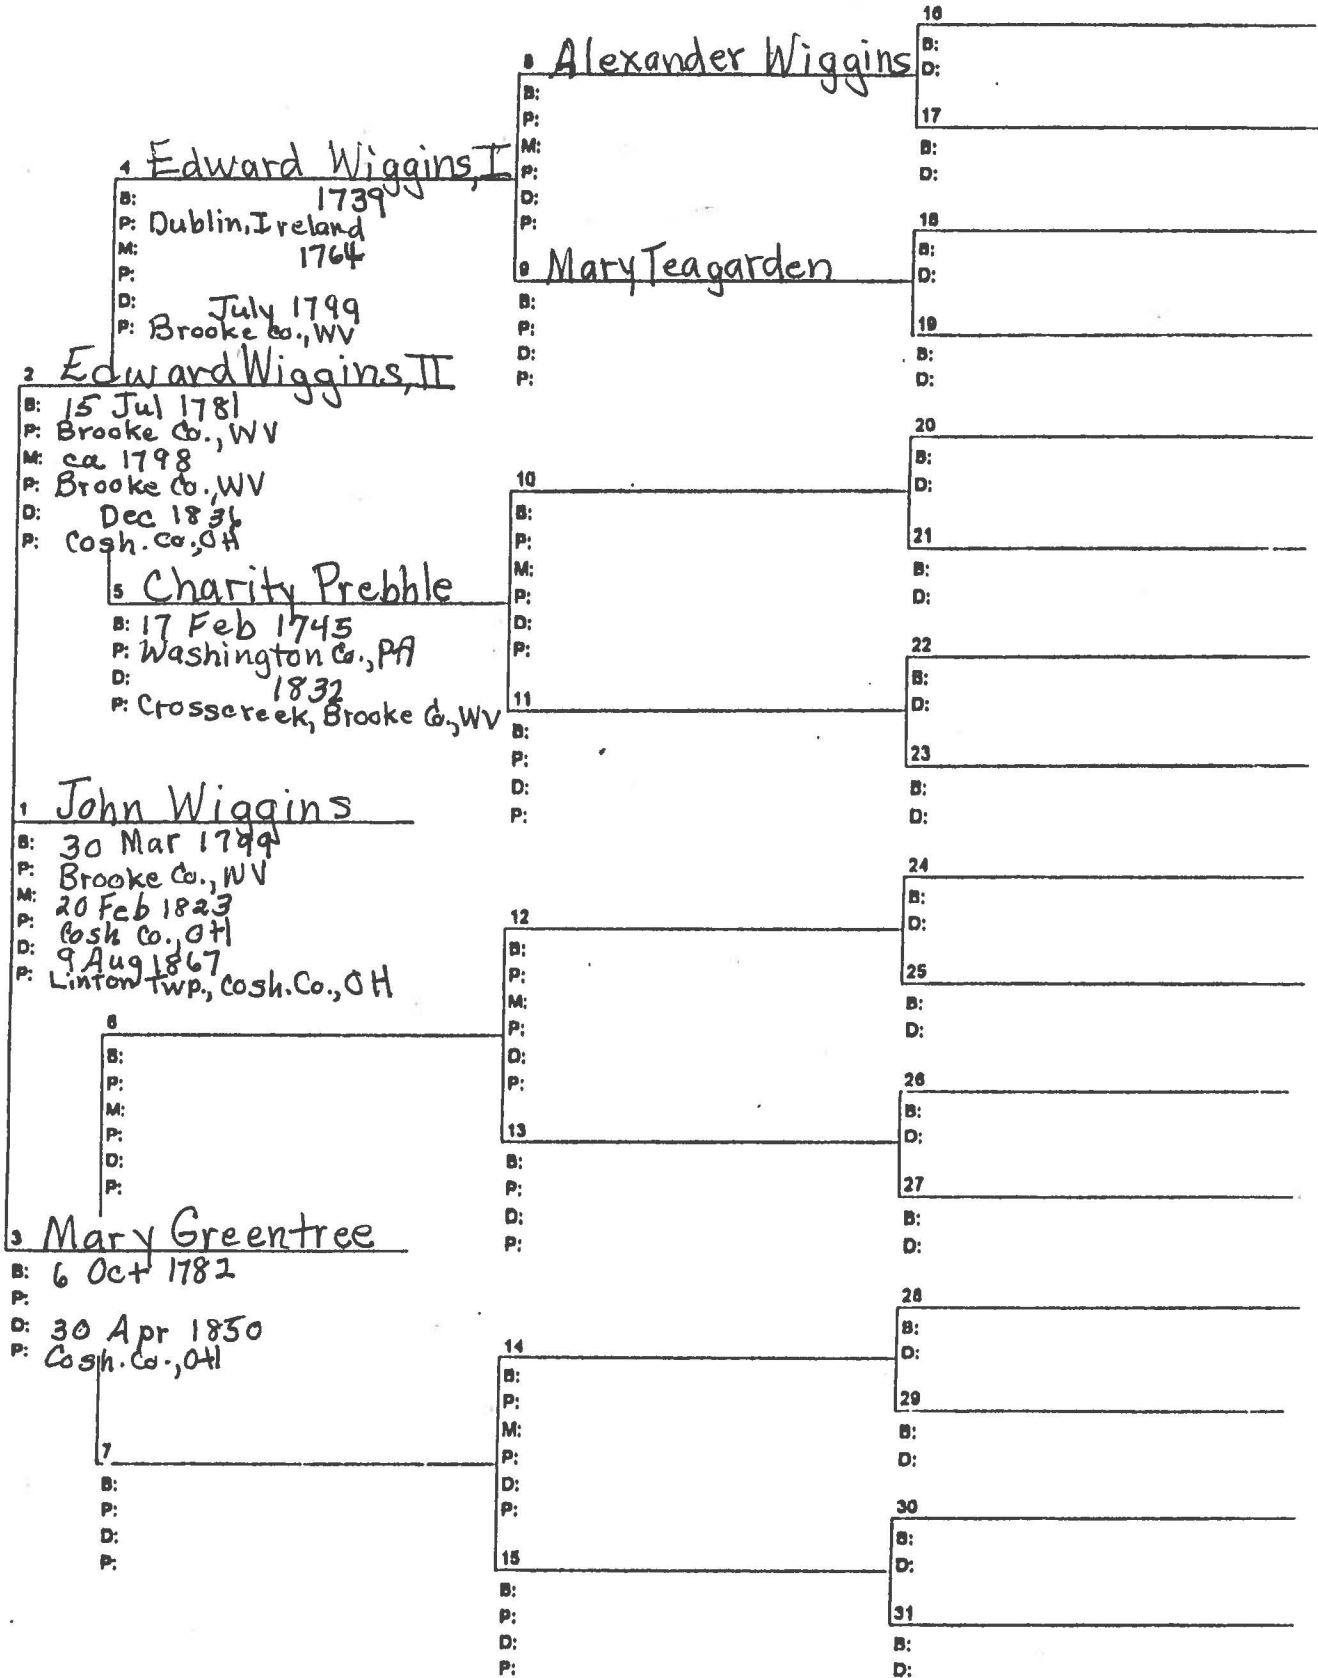 16
B:
D:
8 Alexander Wiggins
B:
P:
M:
P:
D:
P:
17
B:
D:
4 Edward Wiggins, I
B: 1739
P: Dublin, Ireland
M: 1764
P:
D: July 1799
P: Brooke Co., WV
18
B:
D:
9 Mary Teagarden
B:
P:
D:
P:
19
B:
D:
2 Edward Wiggins, II
B: 15 Jul 1781
P: Brooke Co., WV
M: ca 1798
P: Brooke Co., WV
D: Dec 1836
P: Cosh. Co., OH
20
B:
D:
10
B:
P:
M:
P:
D:
P:
21
B:
D:
5 Charity Prebble
B: 17 Feb 1745
P: Washington Co., PA
D: 1832
P: Crosscreek, Brooke Co., WV
22
B:
D:
11
B:
P:
D:
P:
23
B:
D:
1 John Wiggins
B: 30 Mar 1799
P: Brooke Co., WV
M: 20 Feb 1823
P: Cosh Co., OH
D: 9 Aug 1867
P: Linton Twp., Cosh. Co., OH
24
B:
D:
12
B:
P:
M:
P:
D:
P:
25
B:
D:
6
B:
P:
M:
P:
D:
P:
26
B:
D:
13
B:
P:
D:
P:
27
B:
D:
3 Mary Greentree
B: 6 Oct 1782
P:
D: 30 Apr 1850
P: Cosh. Co., OH
28
B:
D:
14
B:
P:
M:
P:
D:
P:
29
B:
D:
7
B:
P:
D:
P:
30
B:
D:
15
B:
P:
D:
P:
31
B:
D: